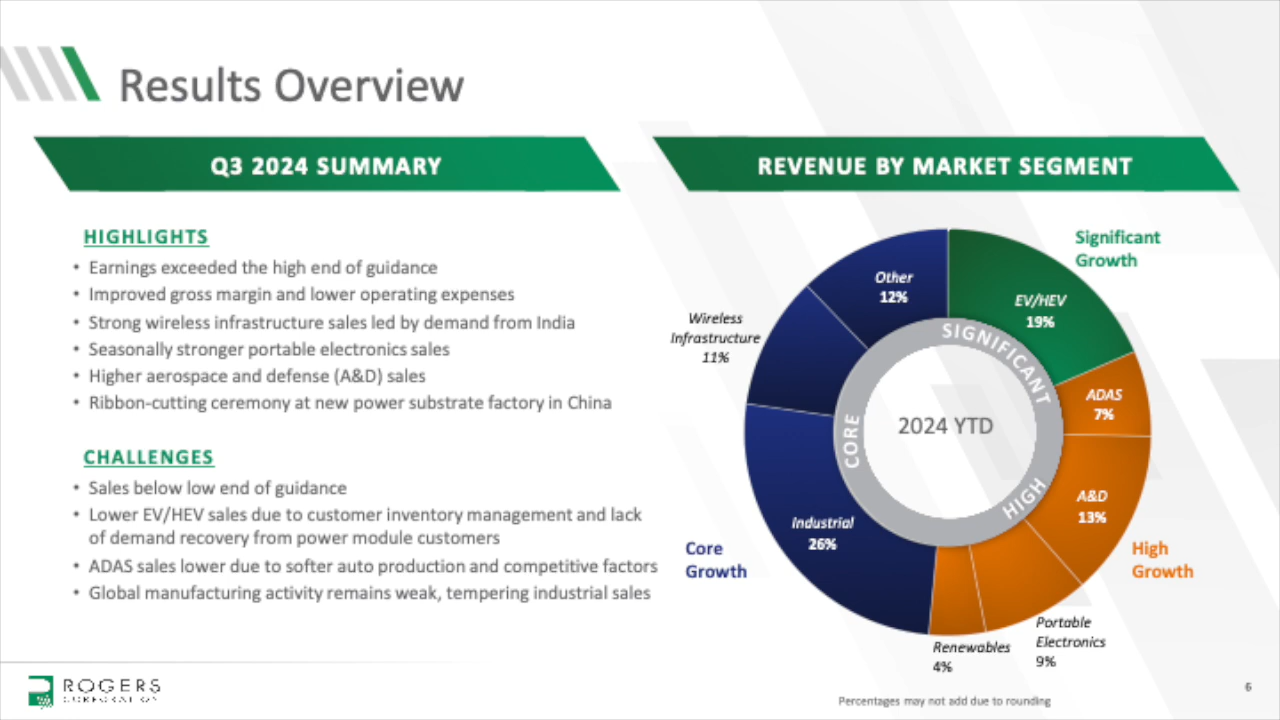 Results Overview
Q3 2024 SUMMARY
HIGHLIGHTS
• Earnings exceeded the high end of guidance
• Improved gross margin and lower operating expenses
• Strong wireless infrastructure sales led by demand from India
• Seasonally stronger portable electronics sales
• Higher aerospace and defense (A&D) sales
• Ribbon-cutting ceremony at new power substrate factory in China
CHALLENGES
• Sales below low end of guidance
• Lower EV/HEV sales due to customer inventory management and lack
of demand recovery from power module customers
• ADAS sales lower due to softer auto production and competitive factors
• Global manufacturing activity remains weak, tempering industrial sales
REVENUE BY MARKET SEGMENT
Significant
Growth
EV/HEV
19%
ADAS
7%
A&D
13%
High
Growth
Portable
Electronics
9%
Renewables
4%
Industrial
26%
Core
Growth
Wireless
Infrastructure
11%
Other
12%
SIGNIFICANT
HIGH
CORE
2024 YTD
Percentages may not add due to rounding
ROGERS
CORPORATION
6